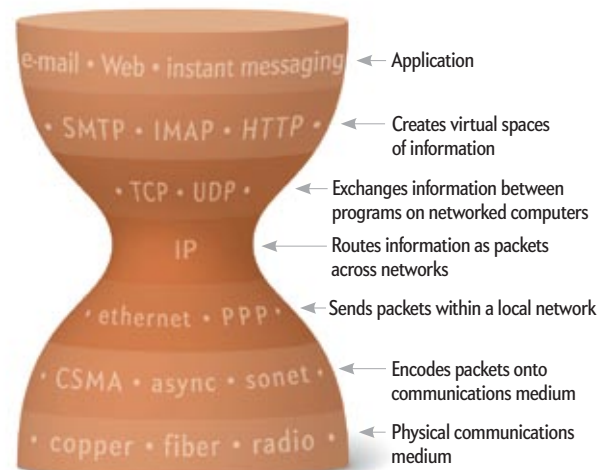 e-mail • Web • instant messaging
Application
• SMTP • IMAP • HTTP •
Creates virtual spaces
of information
• TCP • UDP •
Exchanges information between
programs on networked computers
IP
Routes information as packets
across networks
• ethernet • PPP •
Sends packets within a local network
• CSMA • async • sonet •
Encodes packets onto
communications medium
• copper • fiber • radio •
Physical communications
medium